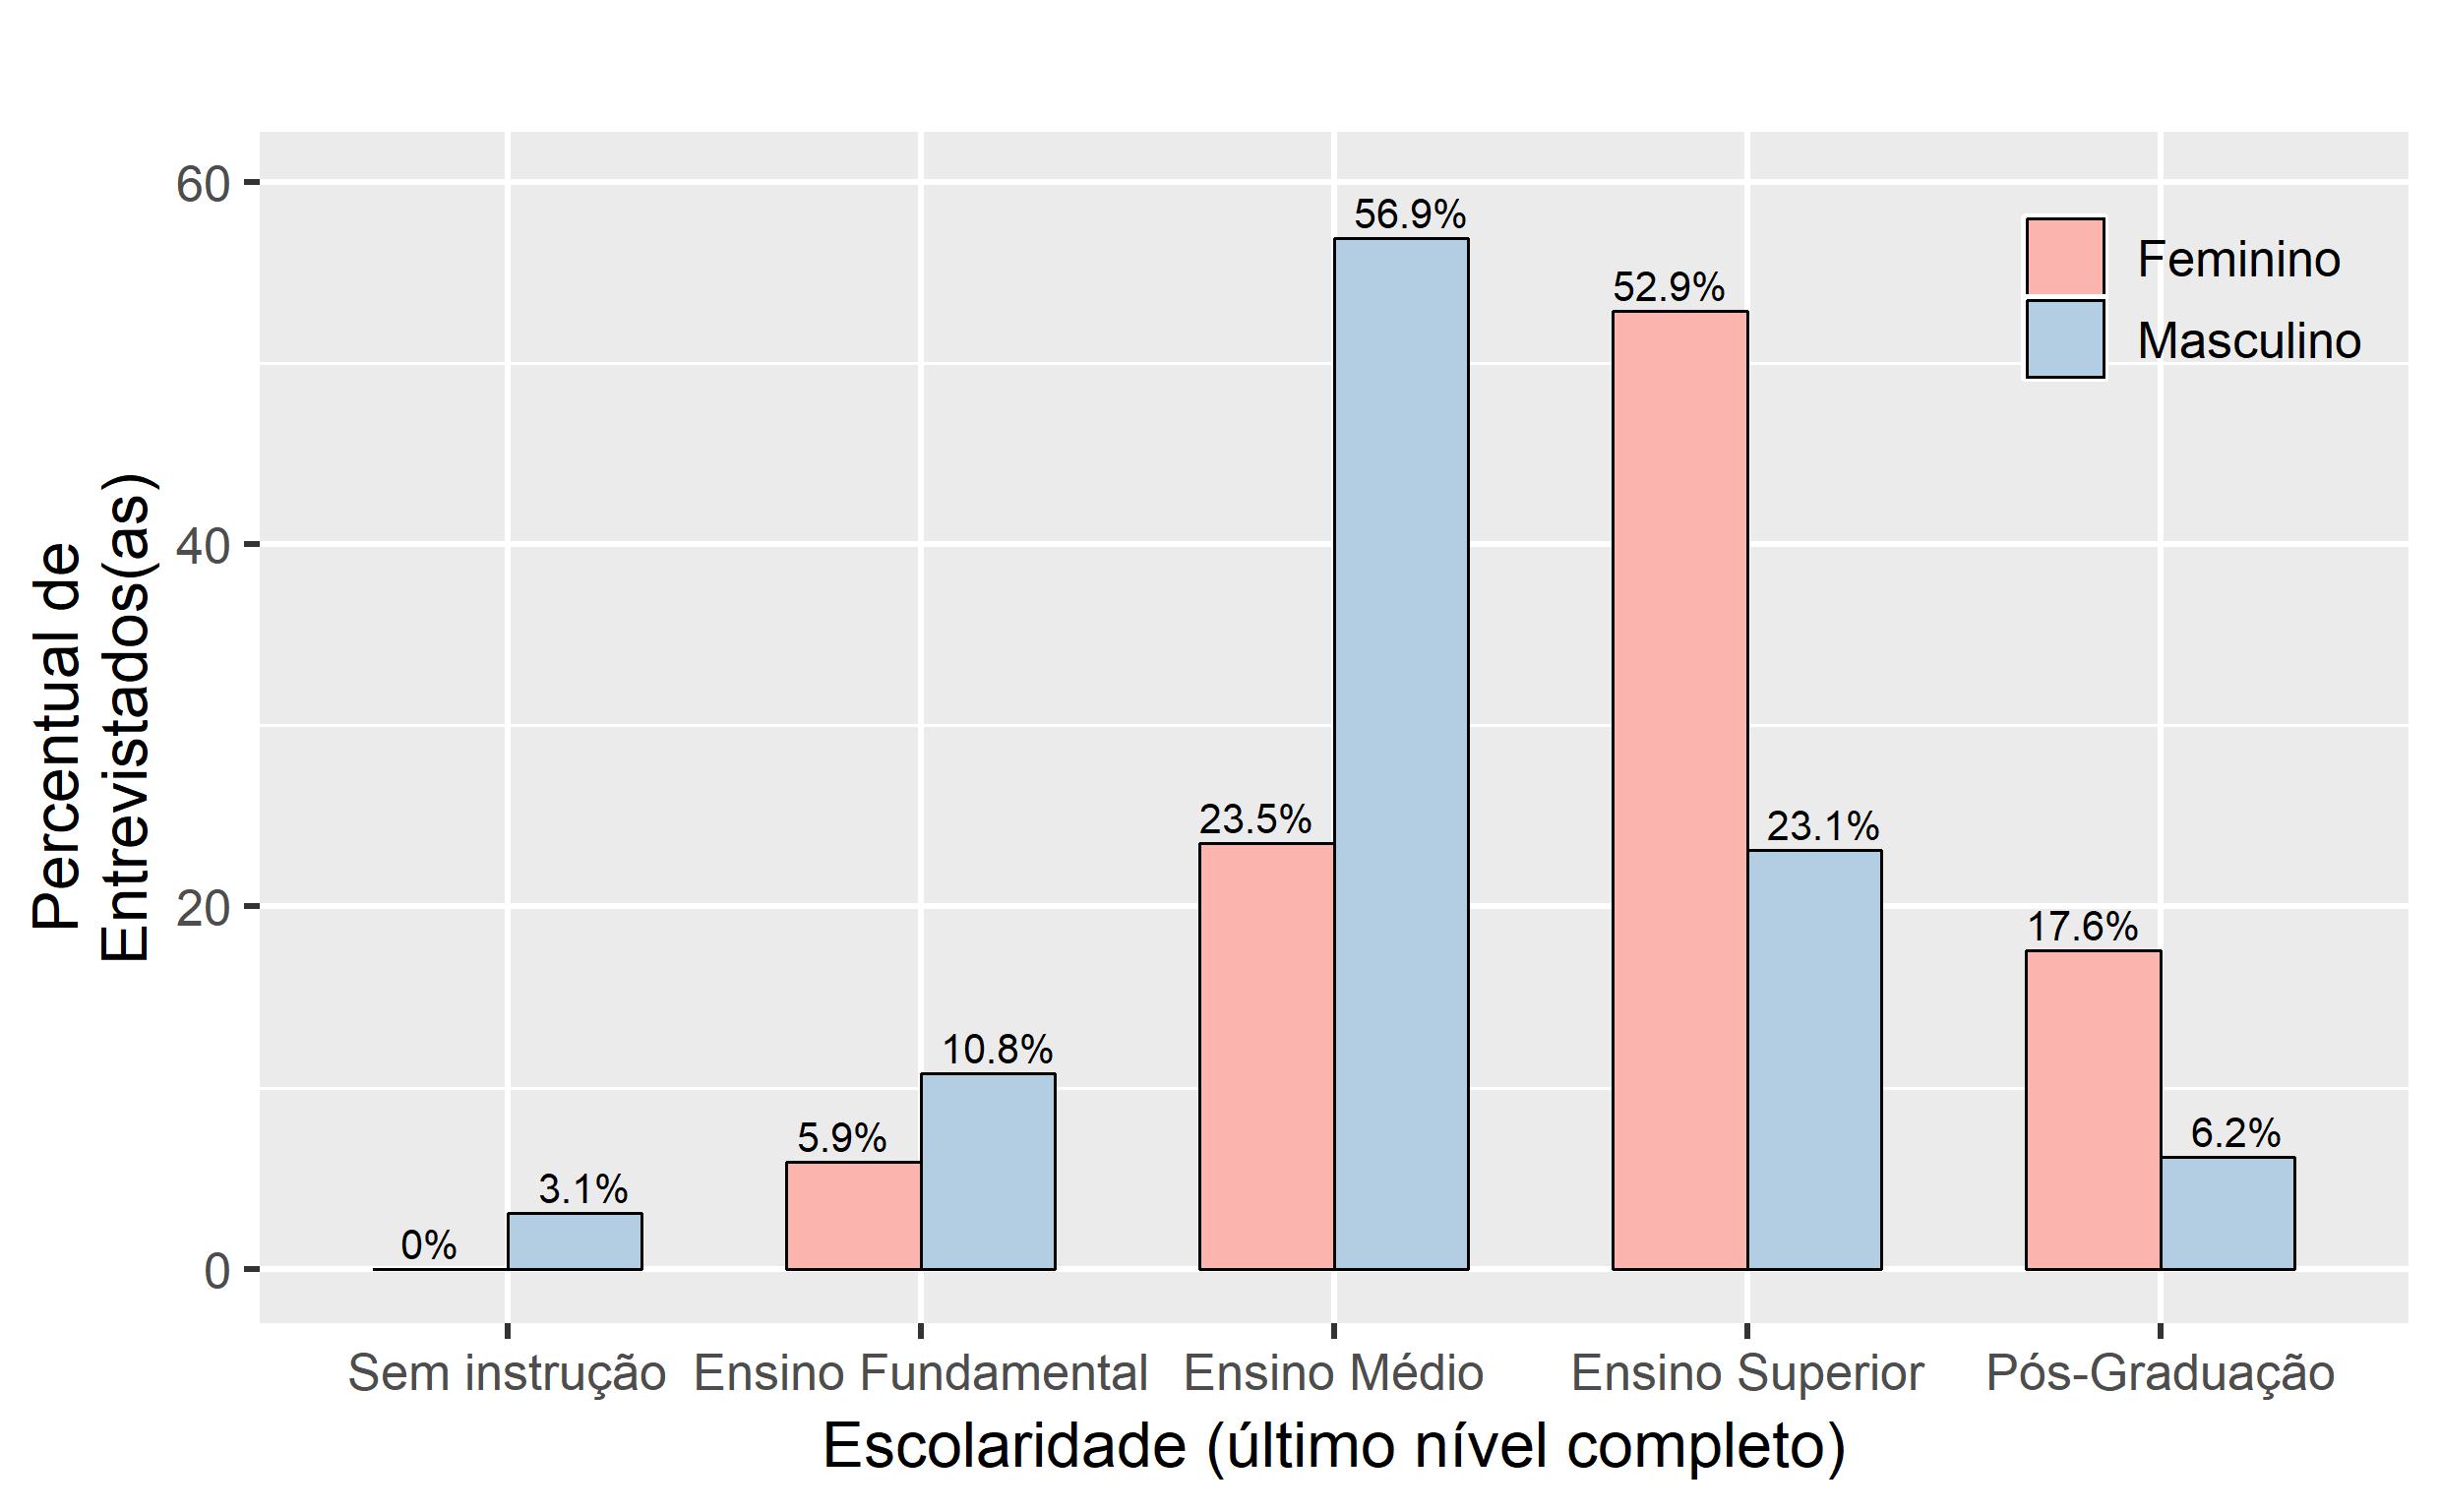 Percentual de
Entrevistados(as)
60
40
20
0
56.9%
52.9%
23.5%
23.1%
17.6%
10.8%
5.9%
6.2%
3.1%
0%
Feminino
Masculino
Sem instrução
Ensino Fundamental
Ensino Médio
Ensino Superior
Pós-Graduação
Escolaridade (último nível completo)